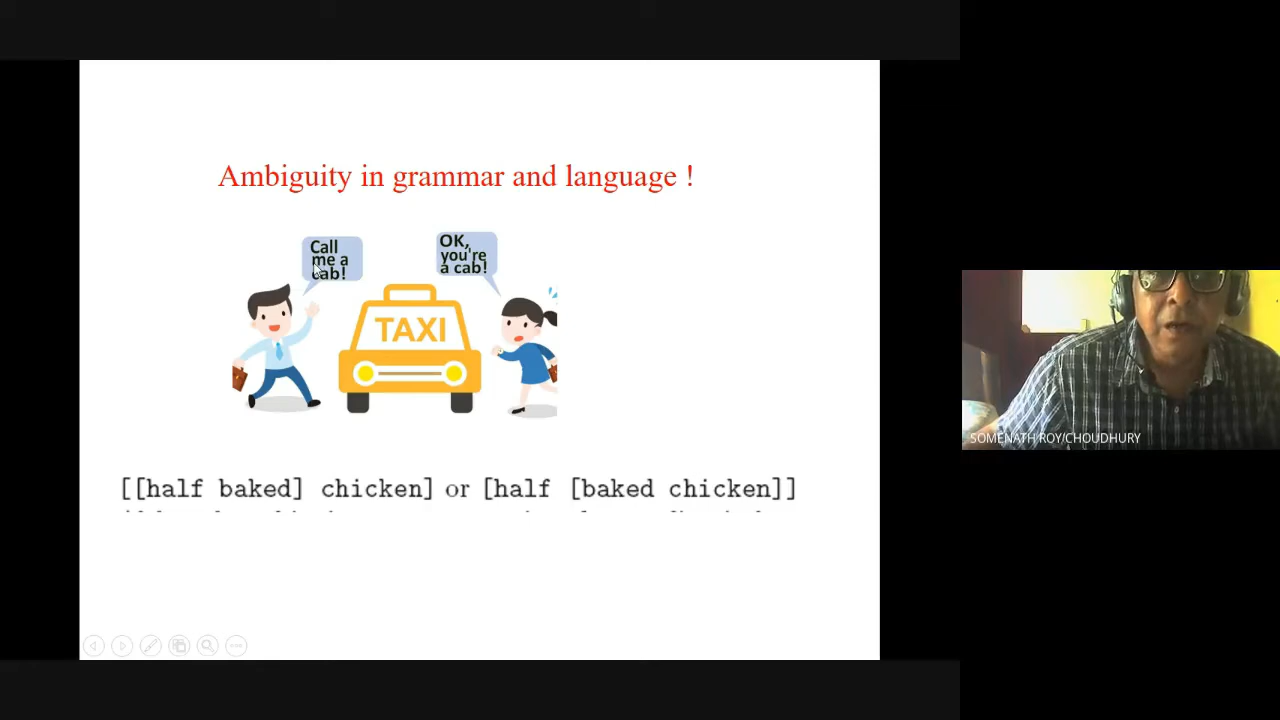 Ambiguity in grammar and language !
Call
me a
cab!
OK,
you're
a cab!
TAXI
[[half baked] chicken] or [half [baked chicken]]
SOMENATH ROY/CHOUDHURY